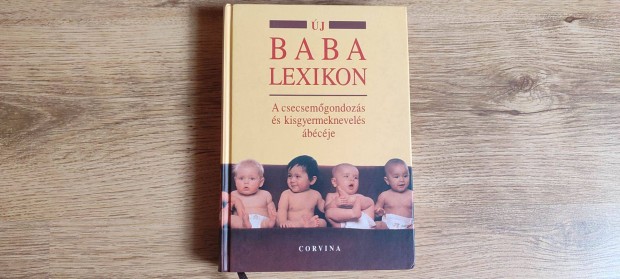 ÚJ
BABA
LEXIKON
A csecsemőgondozás
és kisgyermeknevelés
ábécéje
CORVINA